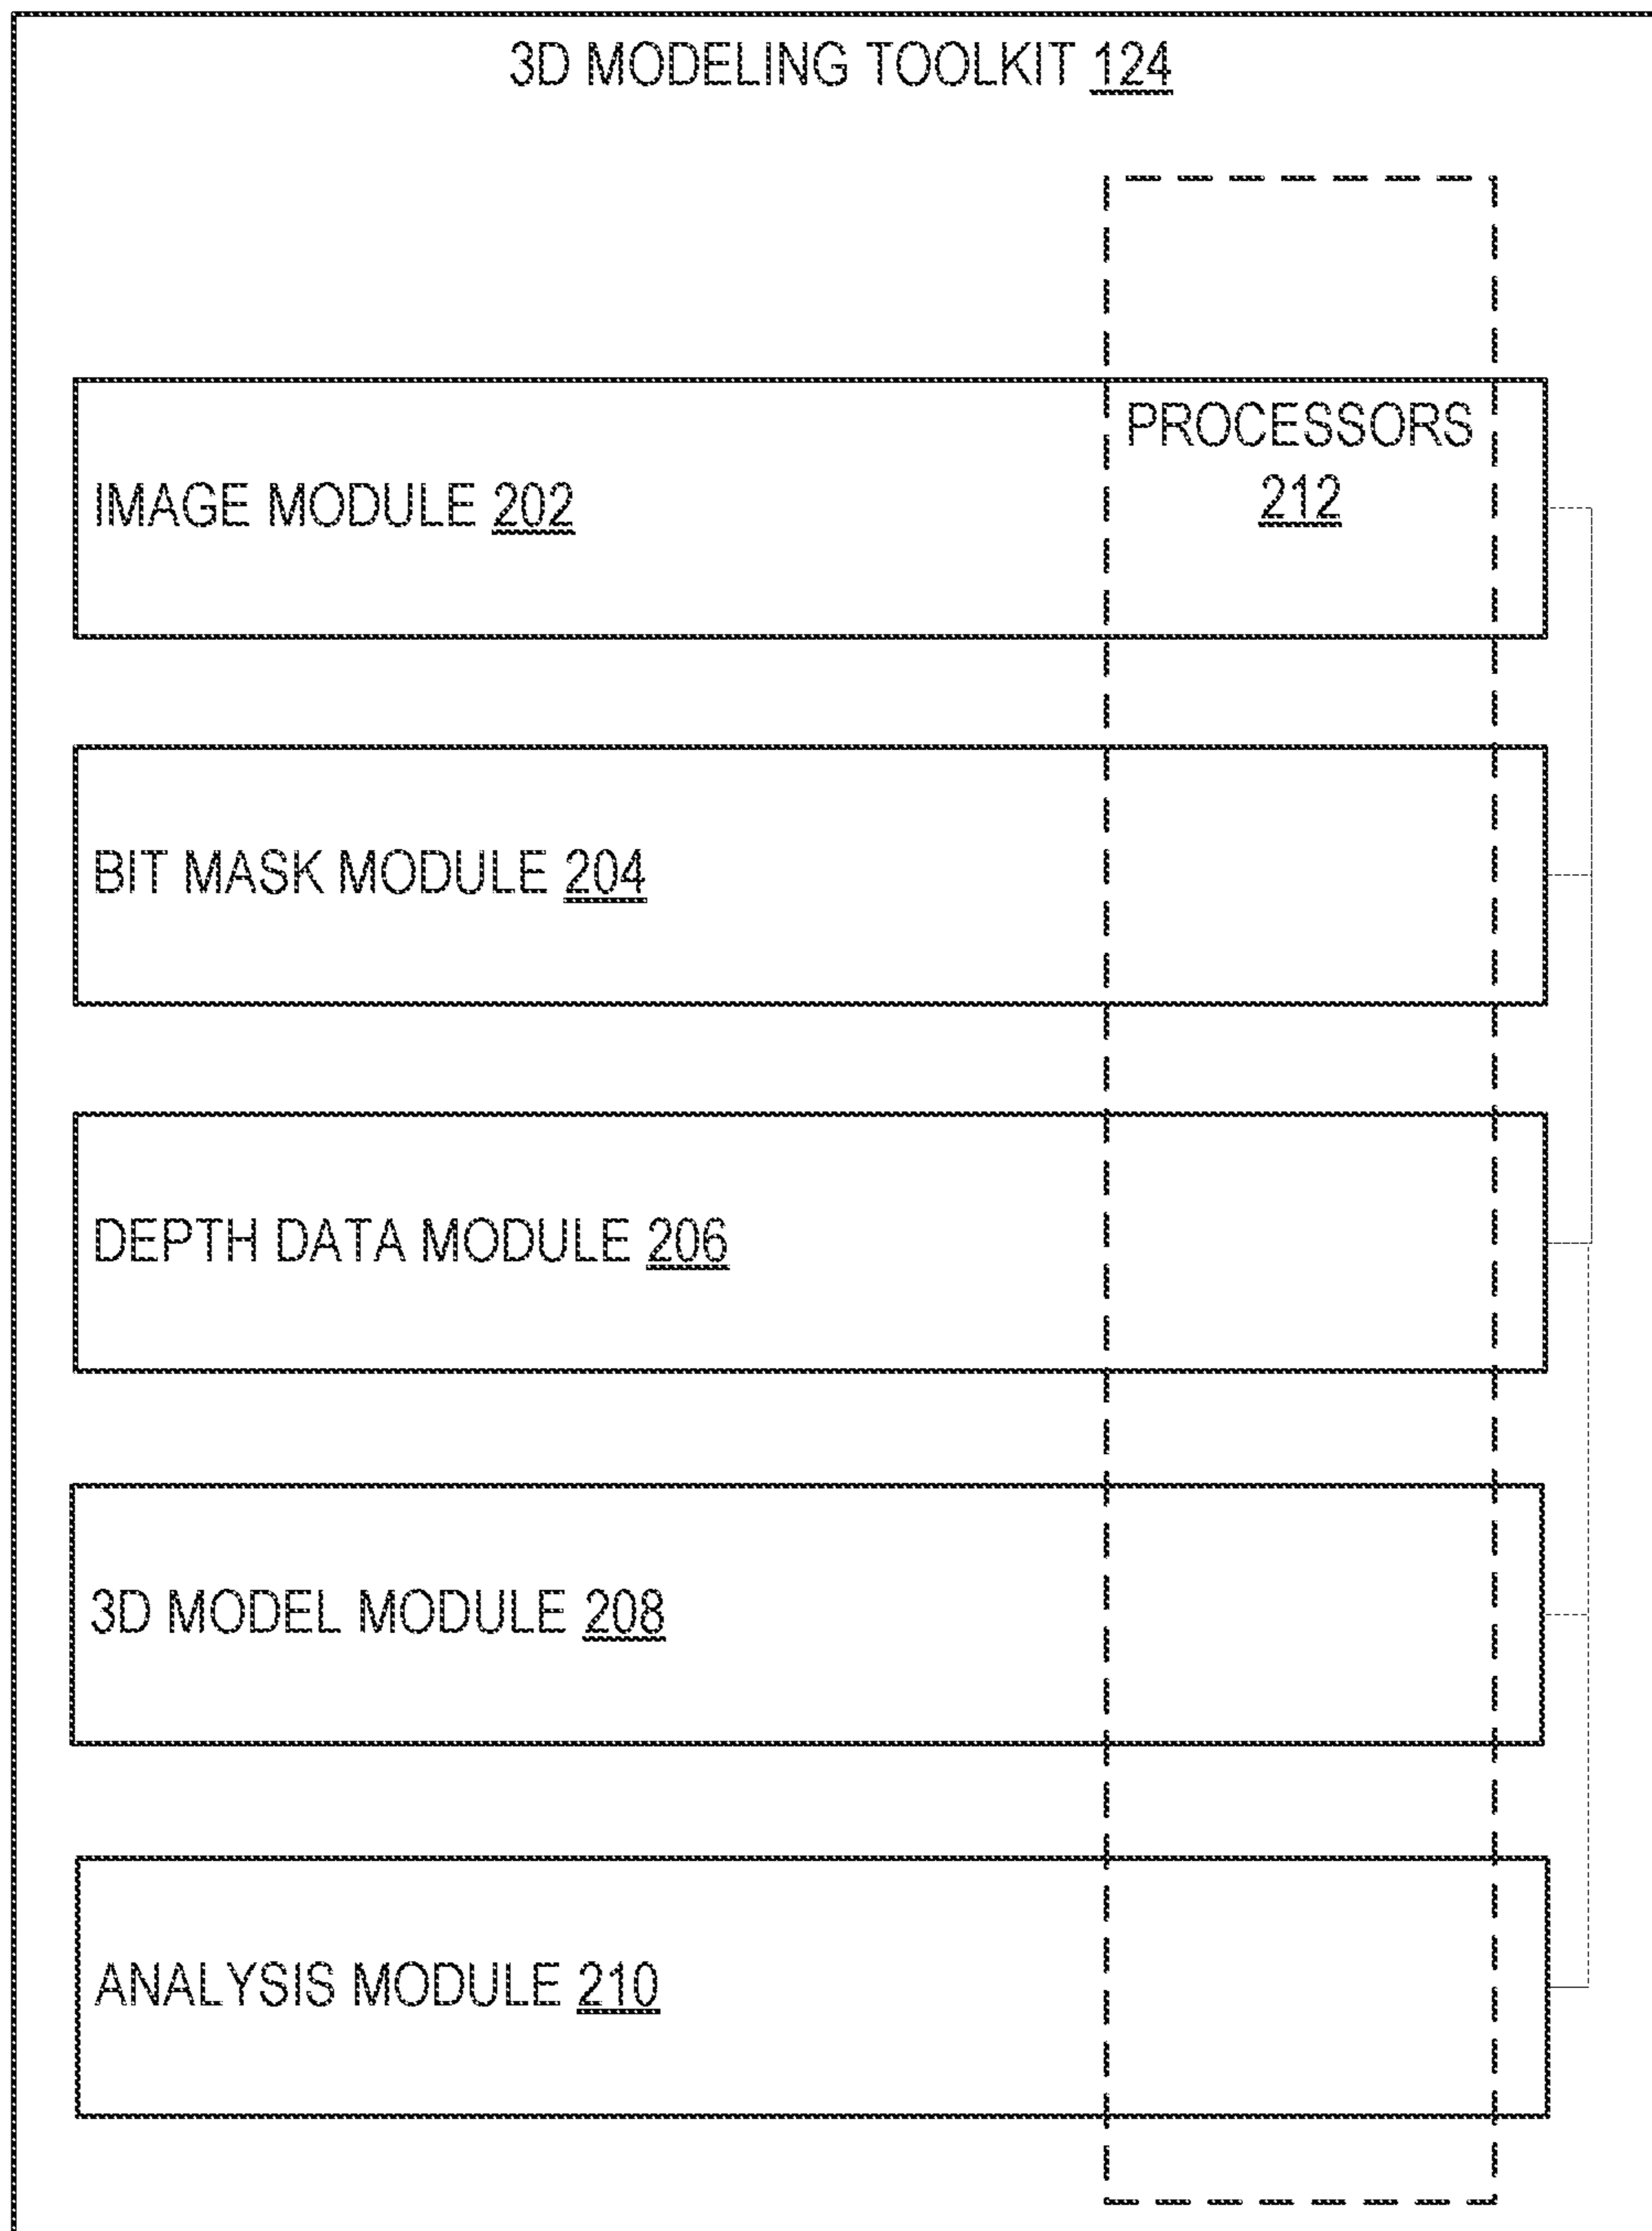 3D MODELING TOOLKIT 124
PROCESSORS
212
IMAGE MODULE 202
BIT MASK MODULE 204
DEPTH DATA MODULE 206
3D MODEL MODULE 208
ANALYSIS MODULE 210